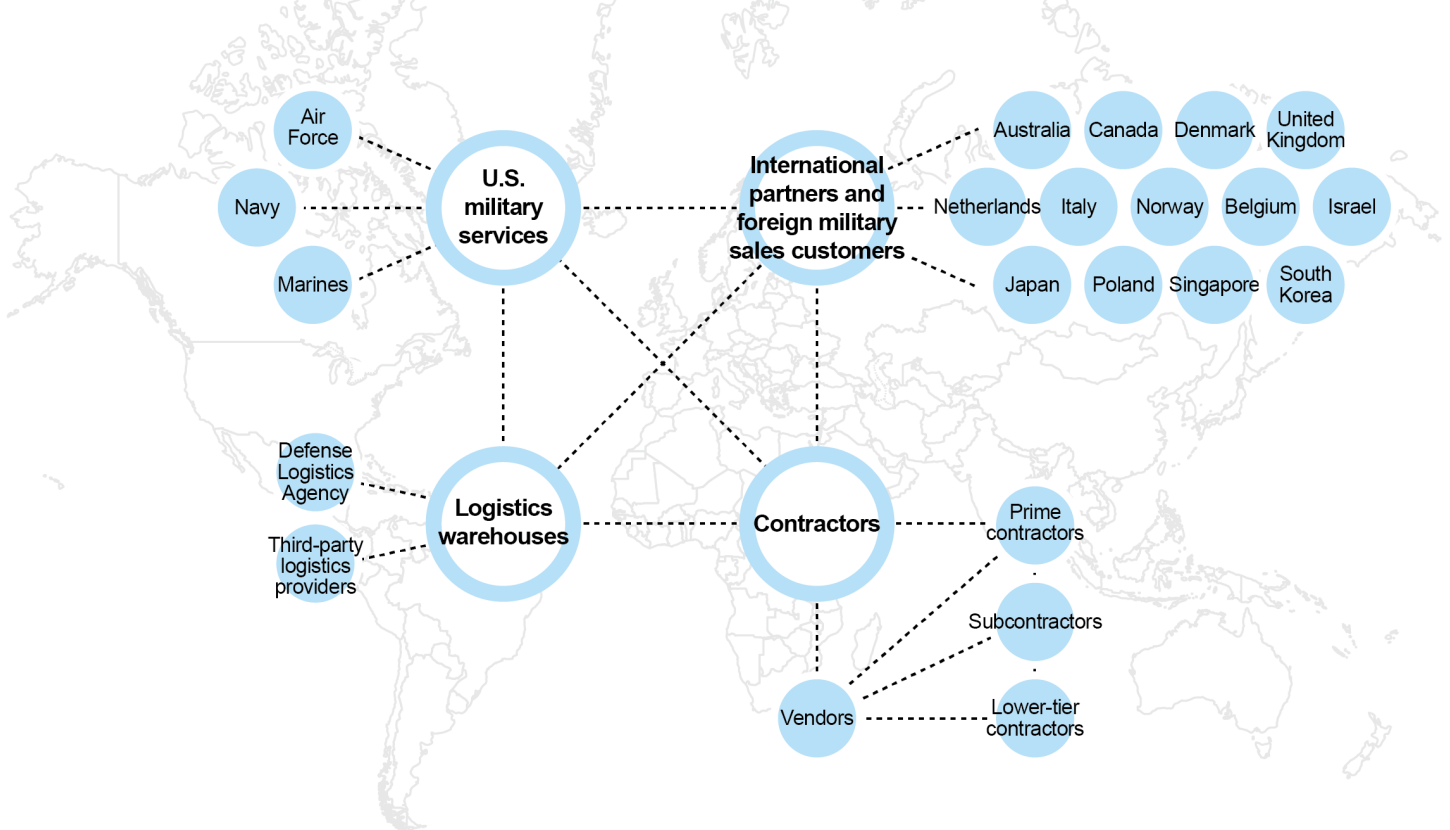 Air
Force
Navy
Marines
U.S.
military
services
International
partners and
foreign military
sales customers
Australia
Canada
Denmark
United
Kingdom
Netherlands
Italy
Norway
Belgium
Israel
Japan
Poland
Singapore
South
Korea
Defense
Logistics
Agency
Third-party
logistics
providers
Logistics
warehouses
Contractors
Prime
contractors
Subcontractors
Vendors
Lower-tier
contractors